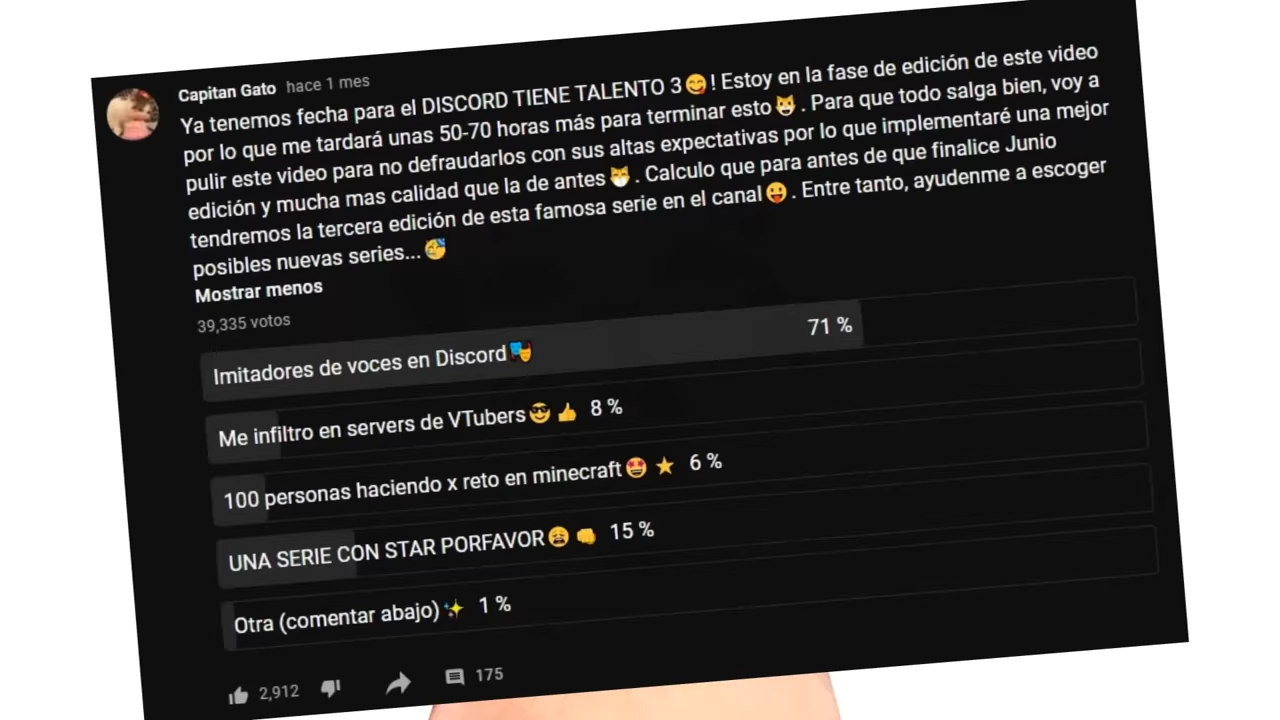 Capitan Gato hace 1 mes
Ya tenemos fecha para el DISCORD TIENE TALENTO 3😋! Estoy en la fase de edición de este video
por lo que me tardará unas 50-70 horas más para terminar esto😸. Para que todo salga bien, voy a
pulir este video para no defraudarlos con sus altas expectativas por lo que implementaré una mejor
edición y mucha mas calidad que la de antes😹. Calculo que para antes de que finalice Junio
tendremos la tercera edición de esta famosa serie en el canal😛. Entre tanto, ayudenme a escoger
posibles nuevas series...🥳
Mostrar menos
39,335 votos
Imitadores de voces en Discord🎭 71 %
Me infiltro en servers de VTubers😎👍 8 %
100 personas haciendo x reto en minecraft🤩⭐ 6 %
UNA SERIE CON STAR PORFAVOR😩👊 15 %
Otra (comentar abajo)✨ 1 %
2,912 175